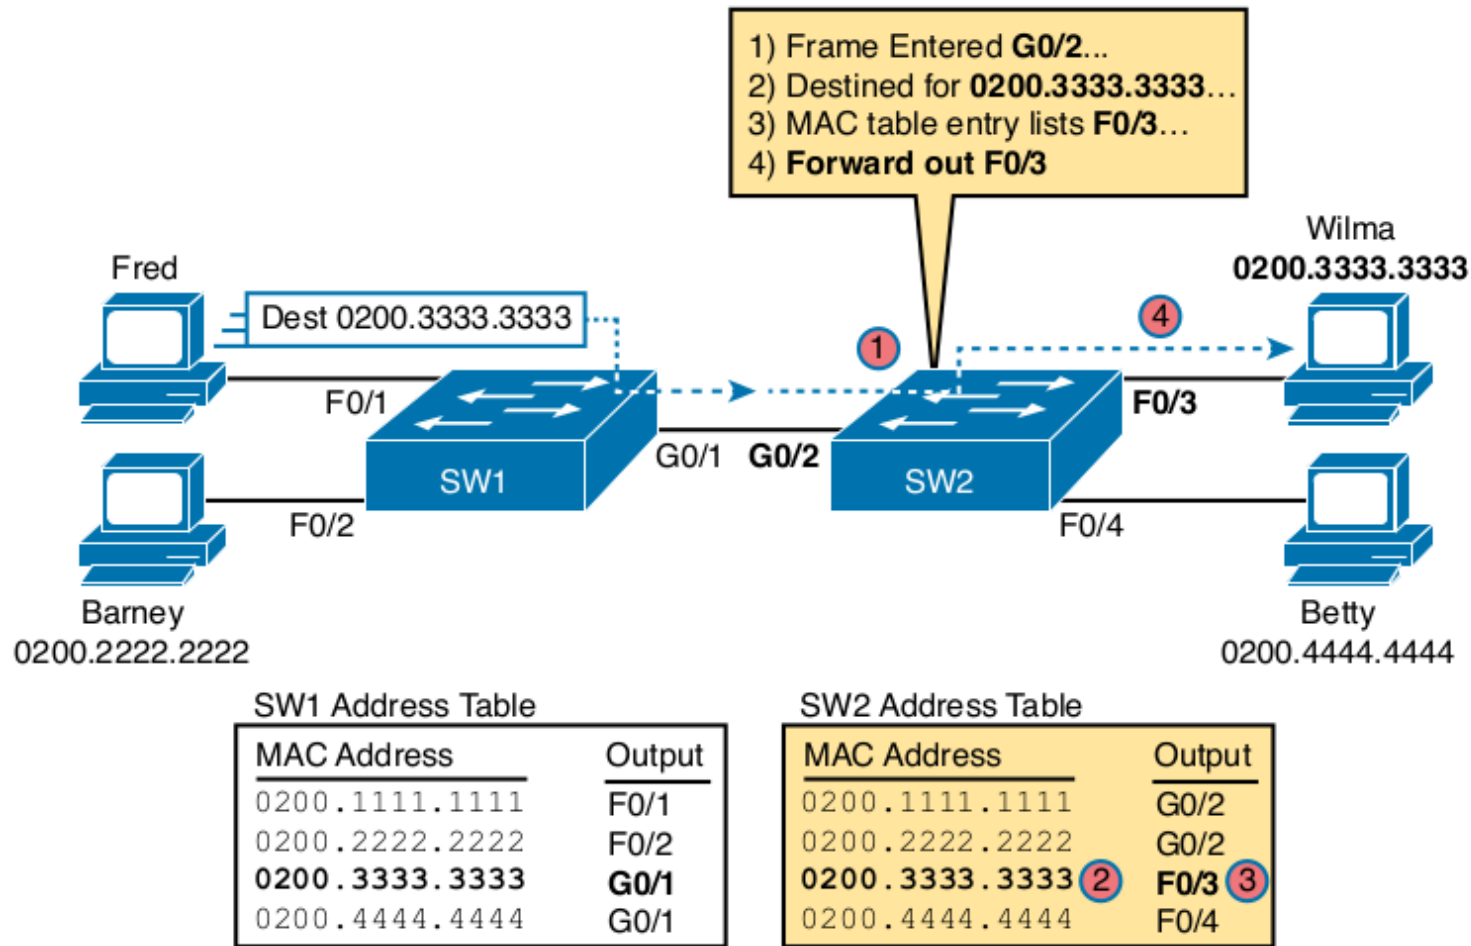 1) Frame Entered G0/2...
2) Destined for 0200.3333.3333...
3) MAC table entry lists F0/3...
4) Forward out F0/3
Wilma
0200.3333.3333
Fred
Dest 0200.3333.3333
1
4
F0/1
F0/3
G0/1
G0/2
SW1
SW2
F0/2
F0/4
Barney
0200.2222.2222
Betty
0200.4444.4444
SW1 Address Table
MAC Address Output
0200.1111.1111 F0/1
0200.2222.2222 F0/2
0200.3333.3333 G0/1
0200.4444.4444 G0/1
SW2 Address Table
MAC Address Output
0200.1111.1111 G0/2
0200.2222.2222 G0/2
0200.3333.3333 2 F0/3 3
0200.4444.4444 F0/4